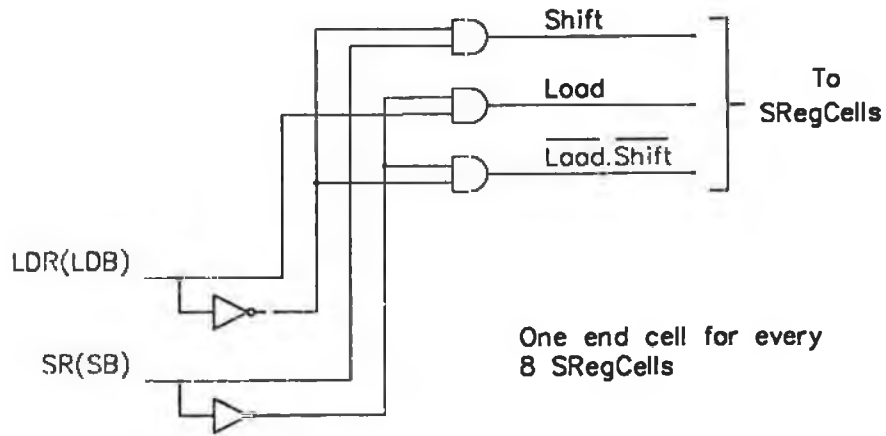 Shift
Load
To
SRegCells
Load.Shift
LDR(LDB)
One end cell for every
8 SRegCells
SR(SB)